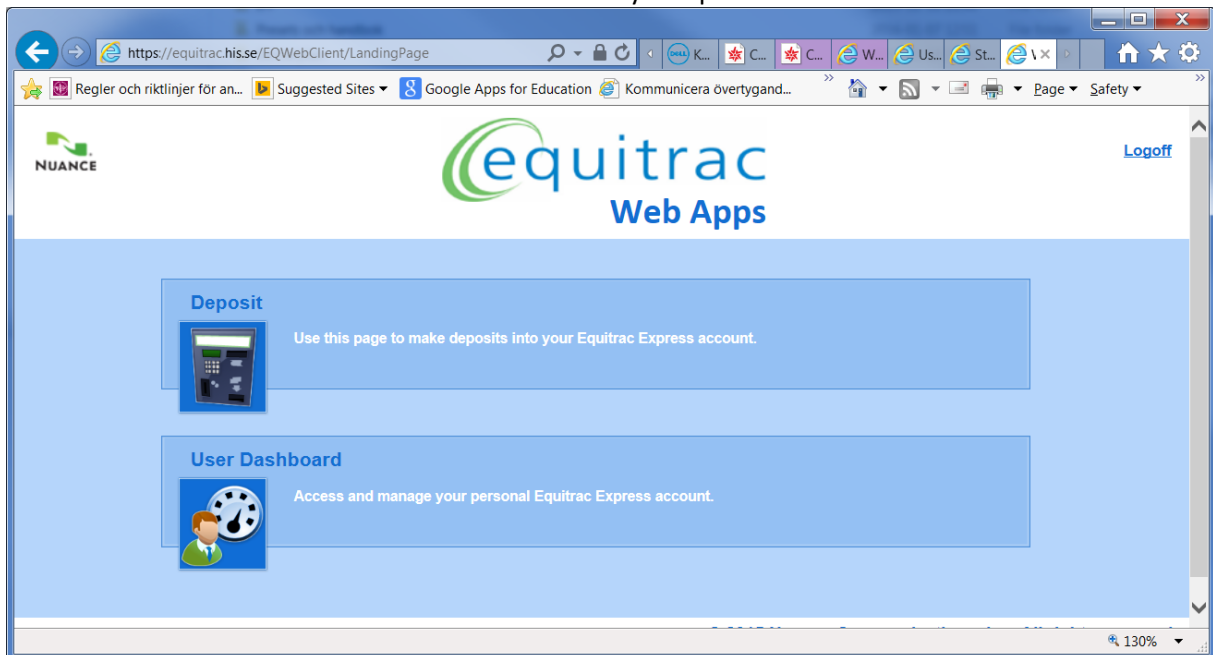 https://equitrac.his.se/EQWebClient/LandingPage K... C... C... W... Us... St...
Regler och riktlinjer för an... Suggested Sites Google Apps for Education Kommunicera övertygand... » Page Safety »
NUANCE
equitrac
Web Apps
Logoff
Deposit
Use this page to make deposits into your Equitrac Express account.
User Dashboard
Access and manage your personal Equitrac Express account.
130%